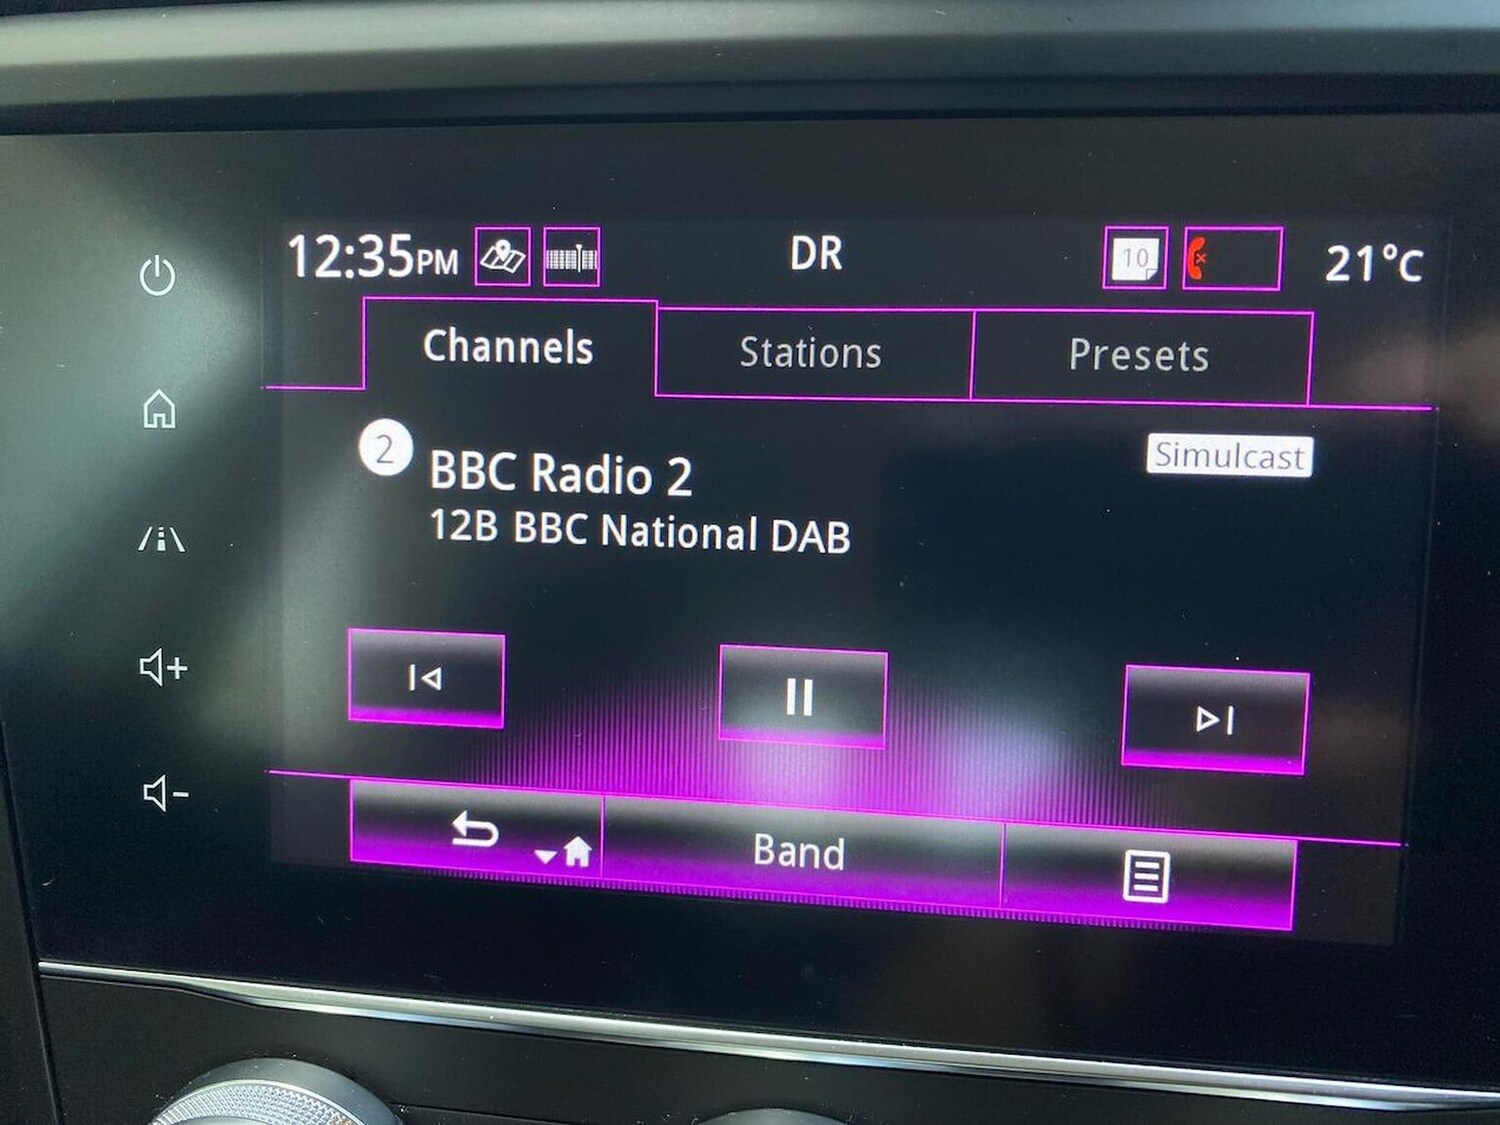 12:35PM
DR
10
21°C
Channels
Stations
Presets
2
BBC Radio 2
Simulcast
12B BBC National DAB
Band